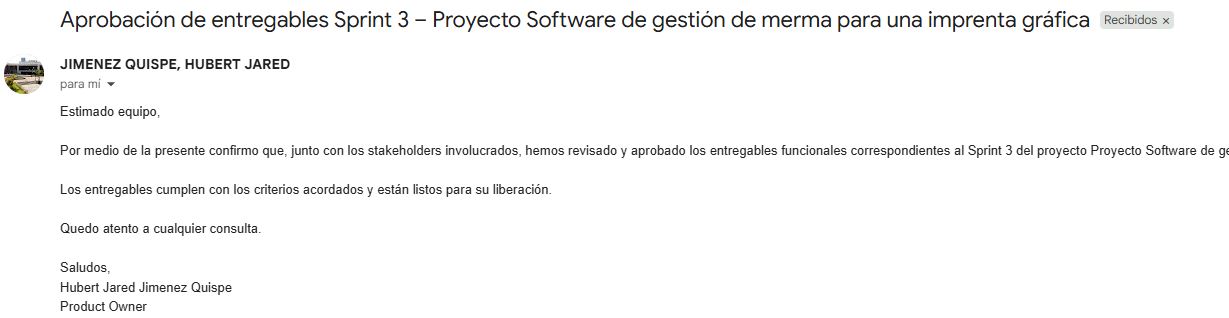 Aprobación de entregables Sprint 3 – Proyecto Software de gestión de merma para una imprenta gráfica Recibidos ×
JIMENEZ QUISPE, HUBERT JARED
para mí
Estimado equipo,
Por medio de la presente confirmo que, junto con los stakeholders involucrados, hemos revisado y aprobado los entregables funcionales correspondientes al Sprint 3 del proyecto Proyecto Software de
Los entregables cumplen con los criterios acordados y están listos para su liberación.
Quedo atento a cualquier consulta.
Saludos,
Hubert Jared Jimenez Quispe
Product Owner